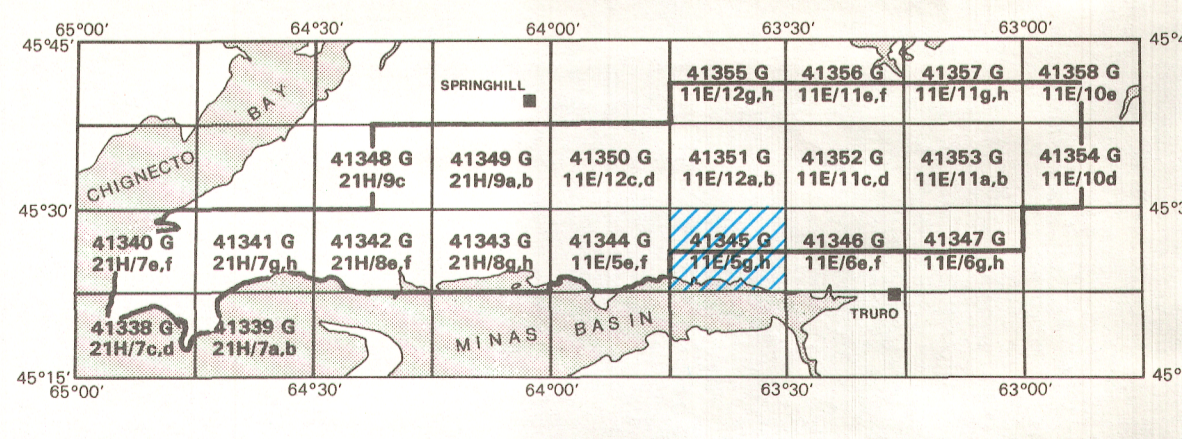 65°00′ 64°30′ 64°00′ 63°30′ 63°00′
45°45′
45°4
SPRINGHILL
BAY
CHIGNECTO
41355 G 41356 G 41357 G 41358 G
11E/12g,h 11E/11e,f 11E/11g,h 11E/10e
41348 G 41349 G 41350 G 41351 G 41352 G 41353 G 41354 G
21H/9c 21H/9a,b 11E/12c,d 11E/12a,b 11E/11c,d 11E/11a,b 11E/10d
45°30′
45°3
41340 G 41341 G 41342 G 41343 G 41344 G 41345 G 41346 G 41347 G
21H/7e,f 21H/7g,h 21H/8e,f 21H/8g,h 11E/5e,f 11E/5g,h 11E/6e,f 11E/6g,h
TRURO
41338 G 41339 G
21H/7c,d 21H/7a,b
MINAS BASIN
45°15′
45°
65°00′ 64°30′ 64°00′ 63°30′ 63°00′